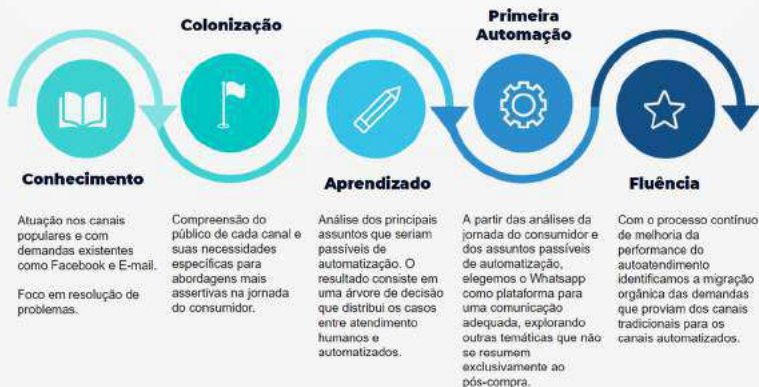 Colonização
Primeira
Automação
Conhecimento
Aprendizado
Fluência
Atuação nos canais
populares e com
demandas existentes
como Facebook e E-mail.
Foco em resolução de
problemas.
Compreensão do
público de cada canal e
suas necessidades
específicas para
abordagens mais
assertivas na jornada
do consumidor.
Análise dos principais
assuntos que seriam
passíveis de
automatização. O
resultado consiste em
uma árvore de decisão
que distribui os casos
entre atendimento
humanos e
automatizados.
A partir das análises da
jornada do consumidor e
dos assuntos passíveis
de automatização,
elegemos o Whatsapp
como plataforma para
uma comunicação
adequada, explorando
outras temáticas que não
se resumem
exclusivamente ao
pós-compra.
Com o processo contínuo
de melhoria da
performance do
autoatendimento
identificamos a migração
orgânica das demandas
que proviam dos canais
tradicionais para os
canais automatizados.